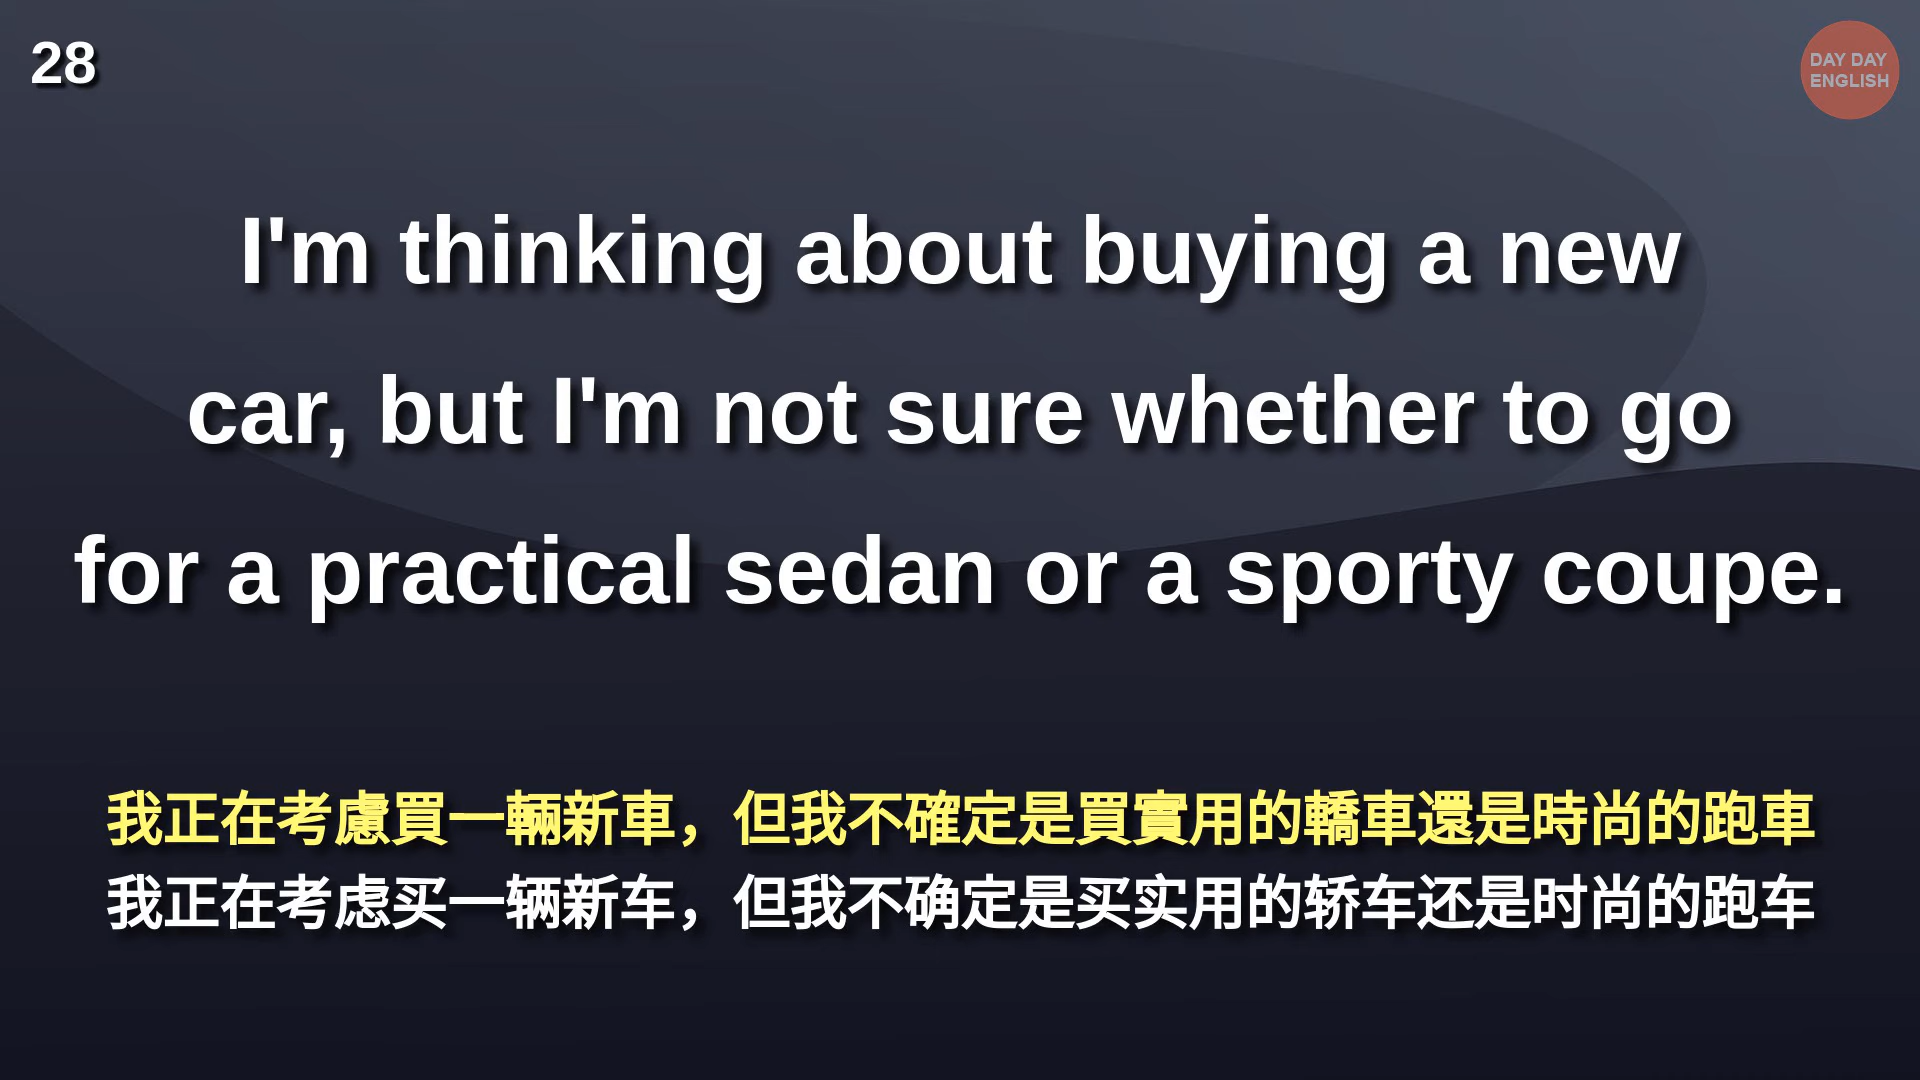 28
DAY DAY
ENGLISH
I'm thinking about buying a new
car, but I'm not sure whether to go
for a practical sedan or a sporty coupe.
我正在考慮買一輛新車，但我不確定是買實用的轎車還是時尚的跑車
我正在考虑买一辆新车，但我不确定是买实用的轿车还是时尚的跑车